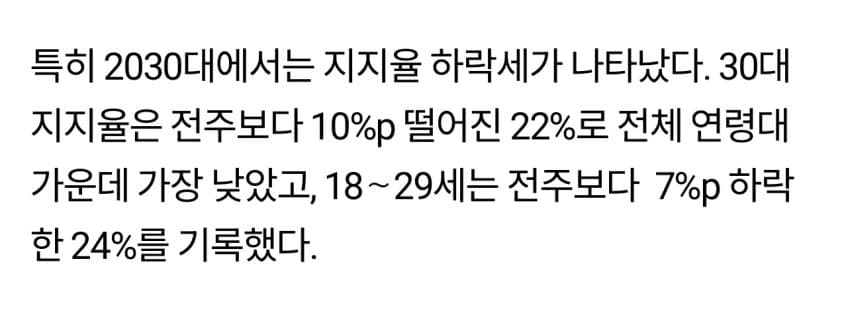 특히 2030대에서는 지지율 하락세가 나타났다. 30대
지지율은 전주보다 10%p 떨어진 22%로 전체 연령대
가운데 가장 낮았고, 18~29세는 전주보다 7%p 하락
한 24%를 기록했다.